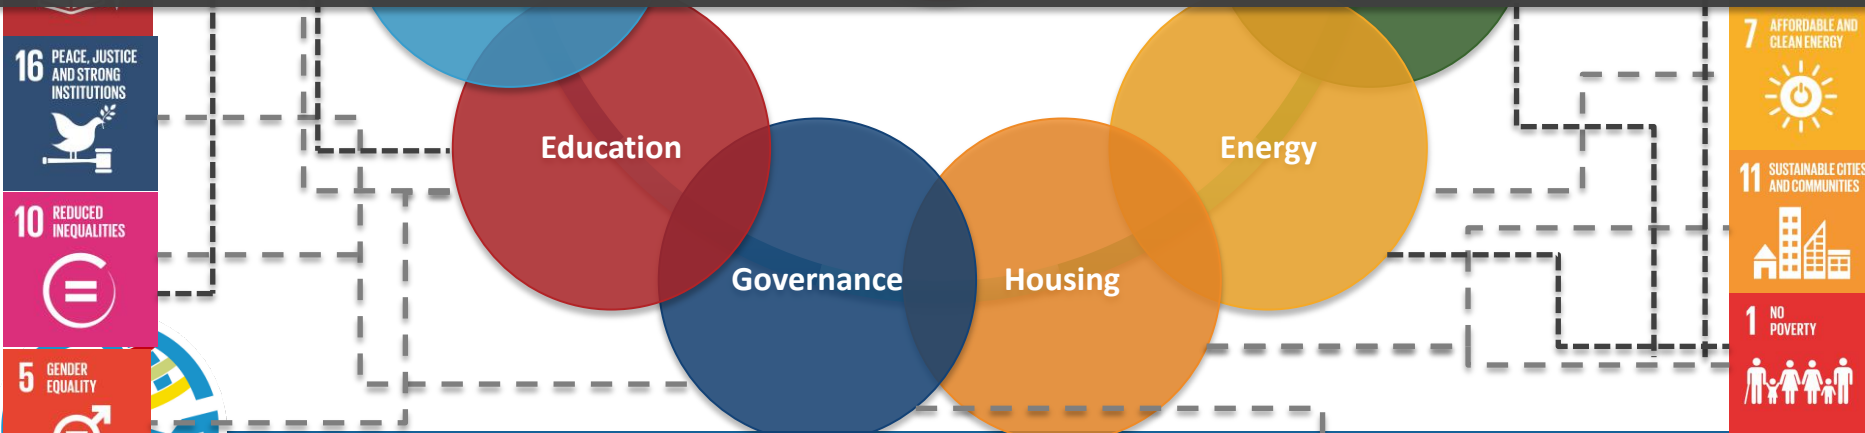 16 PEACE, JUSTICE
AND STRONG
INSTITUTIONS
10 REDUCED
INEQUALITIES
5 GENDER
EQUALITY
Education
Governance
Housing
Energy
7 AFFORDABLE AND
CLEAN ENERGY
11 SUSTAINABLE CITIES
AND COMMUNITIES
1 NO
POVERTY